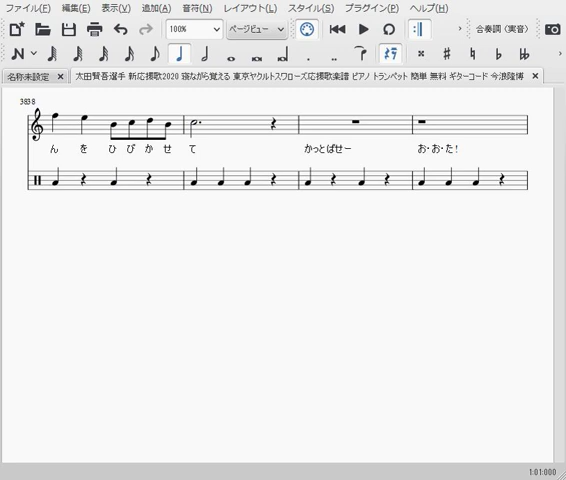 ファイル(F) 編集(E) 表示(V) 追加(A) 音符(N) レイアウト(L) スタイル(S) プラグイン(P) ヘルプ(H)
100% ページビュー 合奏調（実音）
N
名称未設定 太田賢吾選手 新応援歌2020 弦ながら覚える 東京ヤクルトスワローズ応援歌楽譜 ピアノ トランペット 簡単 無料 ギターコード 今浪隆博
3838
ん を ひ び か せ て かっとばせー お・お・た!
1:01:000